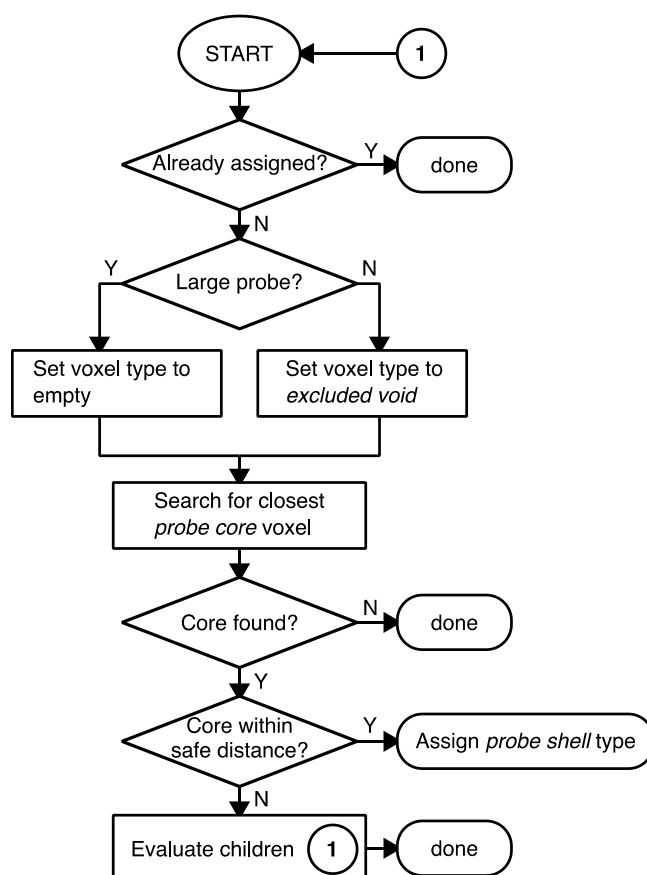 START
1
Already assigned?
Y
done
N
Large probe?
Y
N
Set voxel type to
empty
Set voxel type to
excluded void
Search for closest
probe core voxel
Core found?
N
done
Y
Core within
safe distance?
Y
Assign probe shell type
N
Evaluate children
1
done